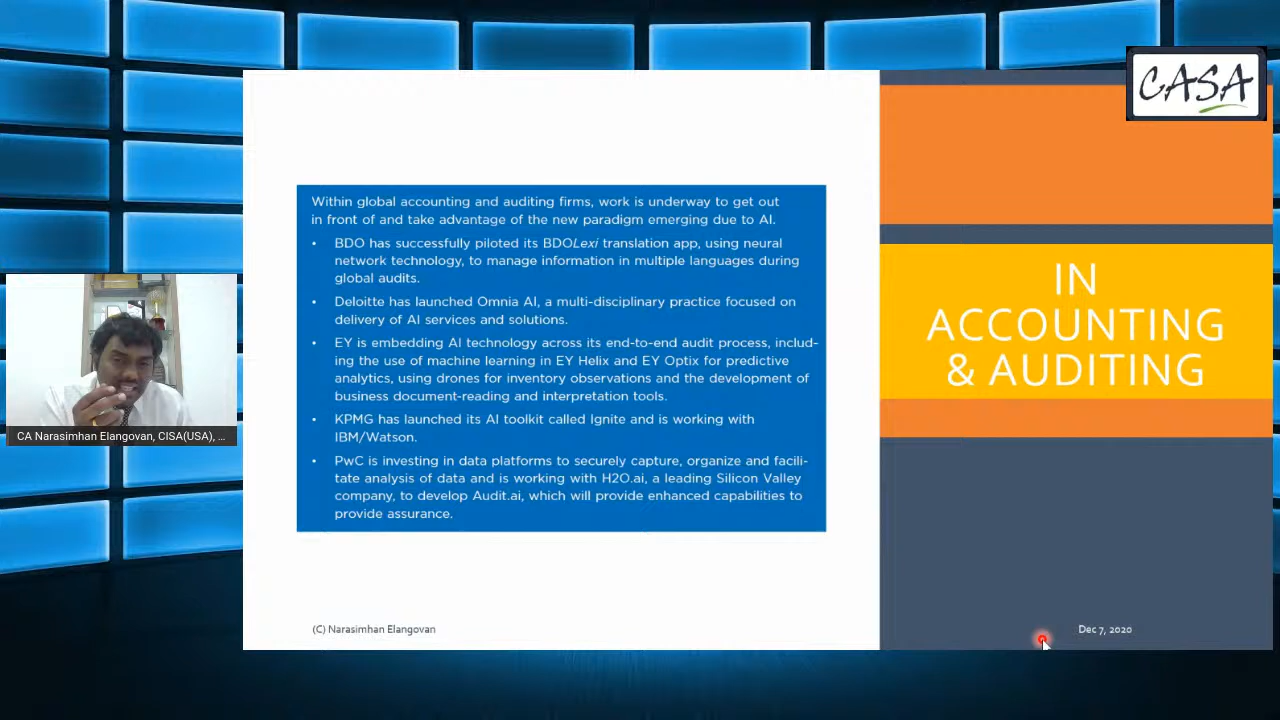 CASA
Within global accounting and auditing firms, work is underway to get out
in front of and take advantage of the new paradigm emerging due to AI.
• BDO has successfully piloted its BDOLexi translation app, using neural
network technology, to manage information in multiple languages during
global audits.
• Deloitte has launched Omnia AI, a multi-disciplinary practice focused on
delivery of AI services and solutions.
• EY is embedding AI technology across its end-to-end audit process, includ-
ing the use of machine learning in EY Helix and EY Optix for predictive
analytics, using drones for inventory observations and the development of
business document-reading and interpretation tools.
• KPMG has launched its AI toolkit called Ignite and is working with
IBM/Watson.
• PwC is investing in data platforms to securely capture, organize and facili-
tate analysis of data and is working with H2O.ai, a leading Silicon Valley
company, to develop Audit.ai, which will provide enhanced capabilities to
provide assurance.
IN
ACCOUNTING
& AUDITING
CA Narasimhan Elangovan, CISA(USA), ...
(C) Narasimhan Elangovan
Dec 7, 2020